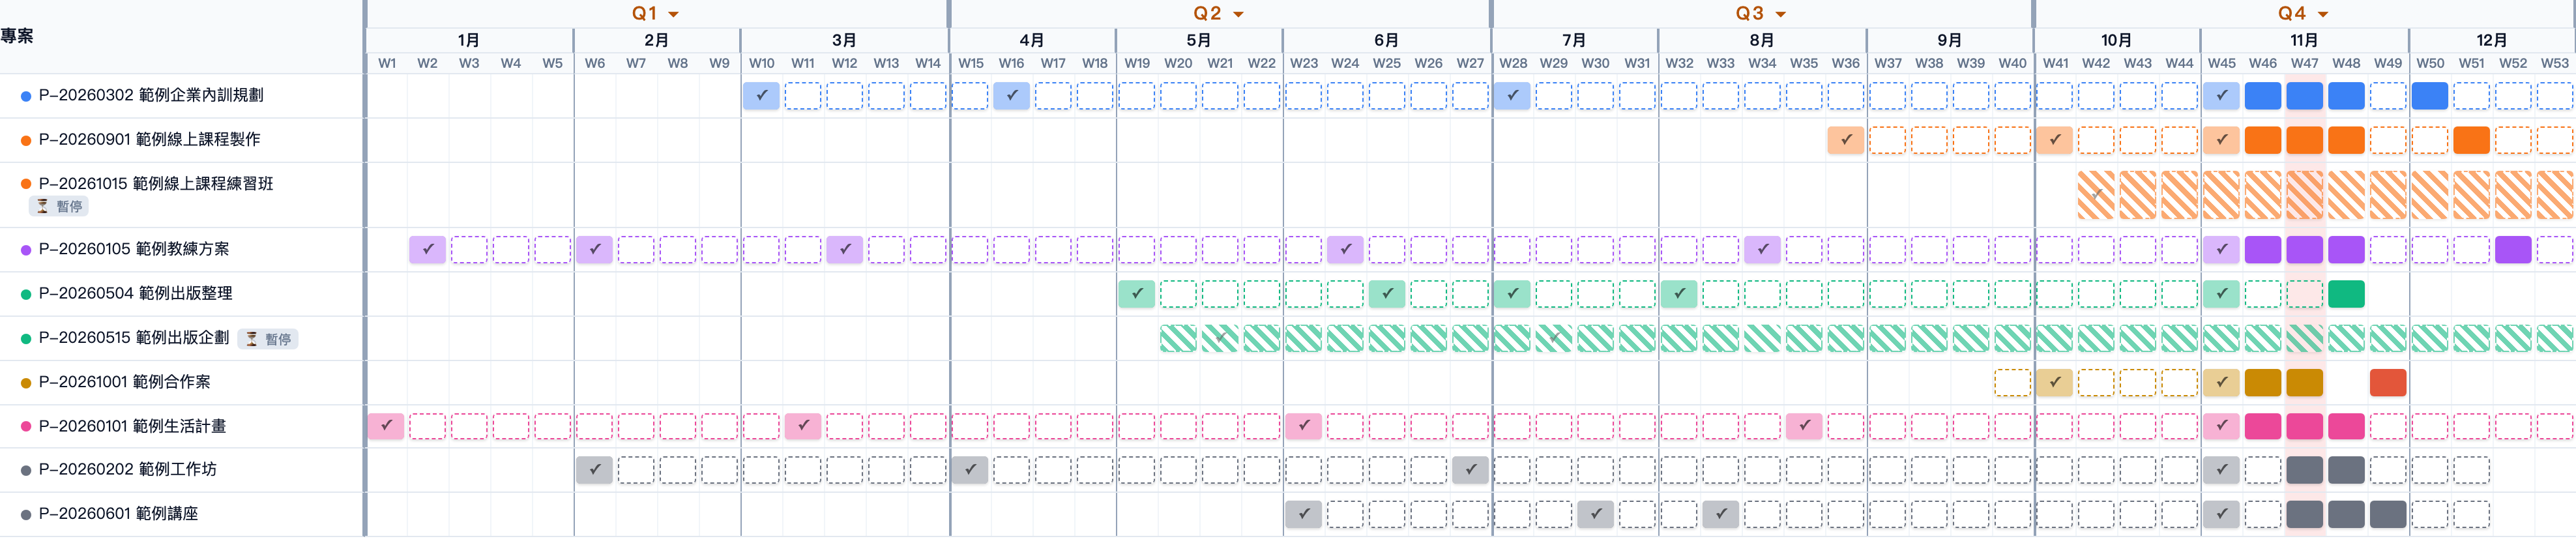 專案
Q1 Q2 Q3 Q4
1月 2月 3月 4月 5月 6月 7月 8月 9月 10月 11月 12月
W1 W2 W3 W4 W5 W6 W7 W8 W9 W10 W11 W12 W13 W14 W15 W16 W17 W18 W19 W20 W21 W22 W23 W24 W25 W26 W27 W28 W29 W30 W31 W32 W33 W34 W35 W36 W37 W38 W39 W40 W41 W42 W43 W44 W45 W46 W47 W48 W49 W50 W51 W52 W53
P-20260302 範例企業內訓規劃
P-20260901 範例線上課程製作
P-20261015 範例線上課程練習班
⏳ 暫停
P-20260105 範例教練方案
P-20260504 範例出版整理
P-20260515 範例出版企劃 ⏳ 暫停
P-20261001 範例合作案
P-20260101 範例生活計畫
P-20260202 範例工作坊
P-20260601 範例講座